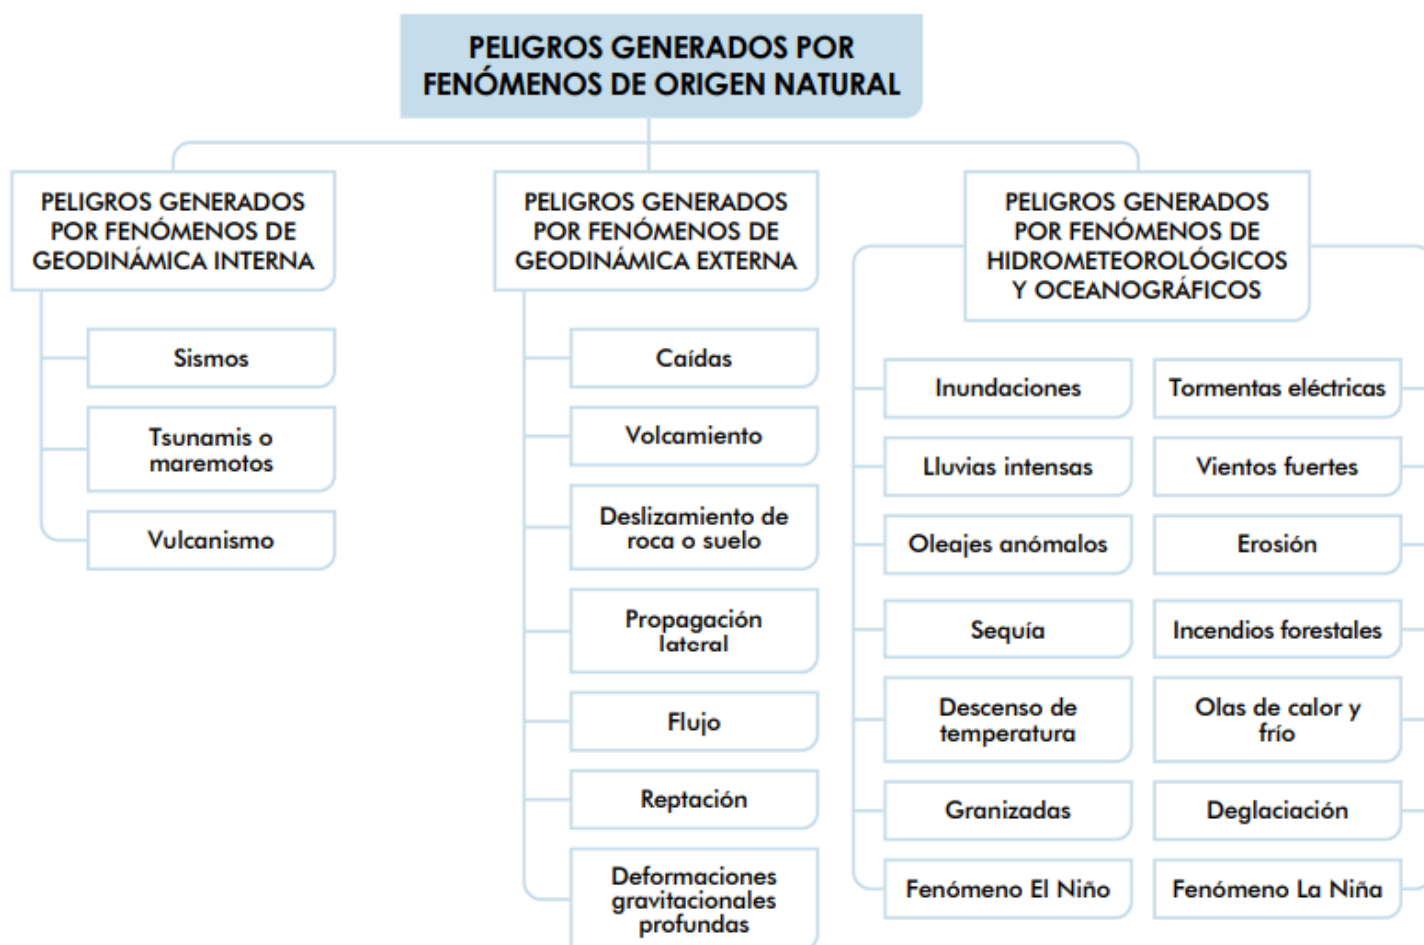 PELIGROS GENERADOS POR
FENÓMENOS DE ORIGEN NATURAL
PELIGROS GENERADOS
POR FENÓMENOS DE
GEODINÁMICA INTERNA
Sismos
Tsunamis o
maremotos
Vulcanismo
PELIGROS GENERADOS
POR FENÓMENOS DE
GEODINÁMICA EXTERNA
Caídas
Volcamiento
Deslizamiento de
roca o suelo
Propagación
lateral
Flujo
Reptación
Deformaciones
gravitacionales
profundas
PELIGROS GENERADOS
POR FENÓMENOS DE
HIDROMETEOROLÓGICOS
Y OCEANOGRÁFICOS
Inundaciones
Lluvias intensas
Oleajes anómalos
Sequía
Descenso de
temperatura
Granizadas
Fenómeno El Niño
Tormentas eléctricas
Vientos fuertes
Erosión
Incendios forestales
Olas de calor y
frío
Deglaciación
Fenómeno La Niña